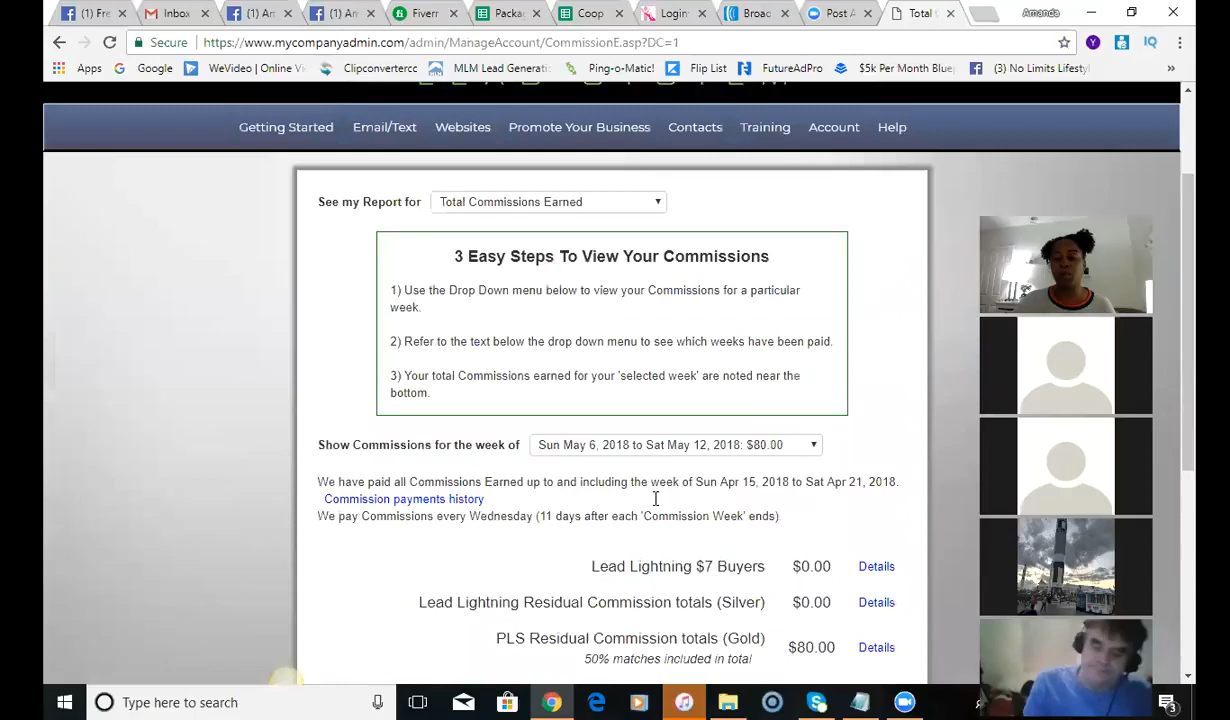 (1) Fre
Inbox
(1) Am
(1) Am
Fiverr
Packag
Coop
Login
Broad
Post A
Total C
Amanda
Secure
https://www.mycompanyadmin.com/admin/ManageAccount/CommissionE.asp?DC=1
Apps
Google
WeVideo | Online Vi
Clipconvertercc
MLM Lead Generati
Ping-o-Matic!
Flip List
FutureAdPro
$5k Per Month Blue
(3) No Limits Lifesty
»
Getting Started
Email/Text
Websites
Promote Your Business
Contacts
Training
Account
Help
See my Report for
Total Commissions Earned
3 Easy Steps To View Your Commissions
1) Use the Drop Down menu below to view your Commissions for a particular
week.
2) Refer to the text below the drop down menu to see which weeks have been paid.
3) Your total Commissions earned for your 'selected week' are noted near the
bottom.
Show Commissions for the week of
Sun May 6, 2018 to Sat May 12, 2018: $80.00
We have paid all Commissions Earned up to and including the week of Sun Apr 15, 2018 to Sat Apr 21, 2018.
Commission payments history
We pay Commissions every Wednesday (11 days after each 'Commission Week' ends).
Lead Lightning $7 Buyers $0.00 Details
Lead Lightning Residual Commission totals (Silver) $0.00 Details
PLS Residual Commission totals (Gold) $80.00 Details
50% matches included in total
Type here to search
3